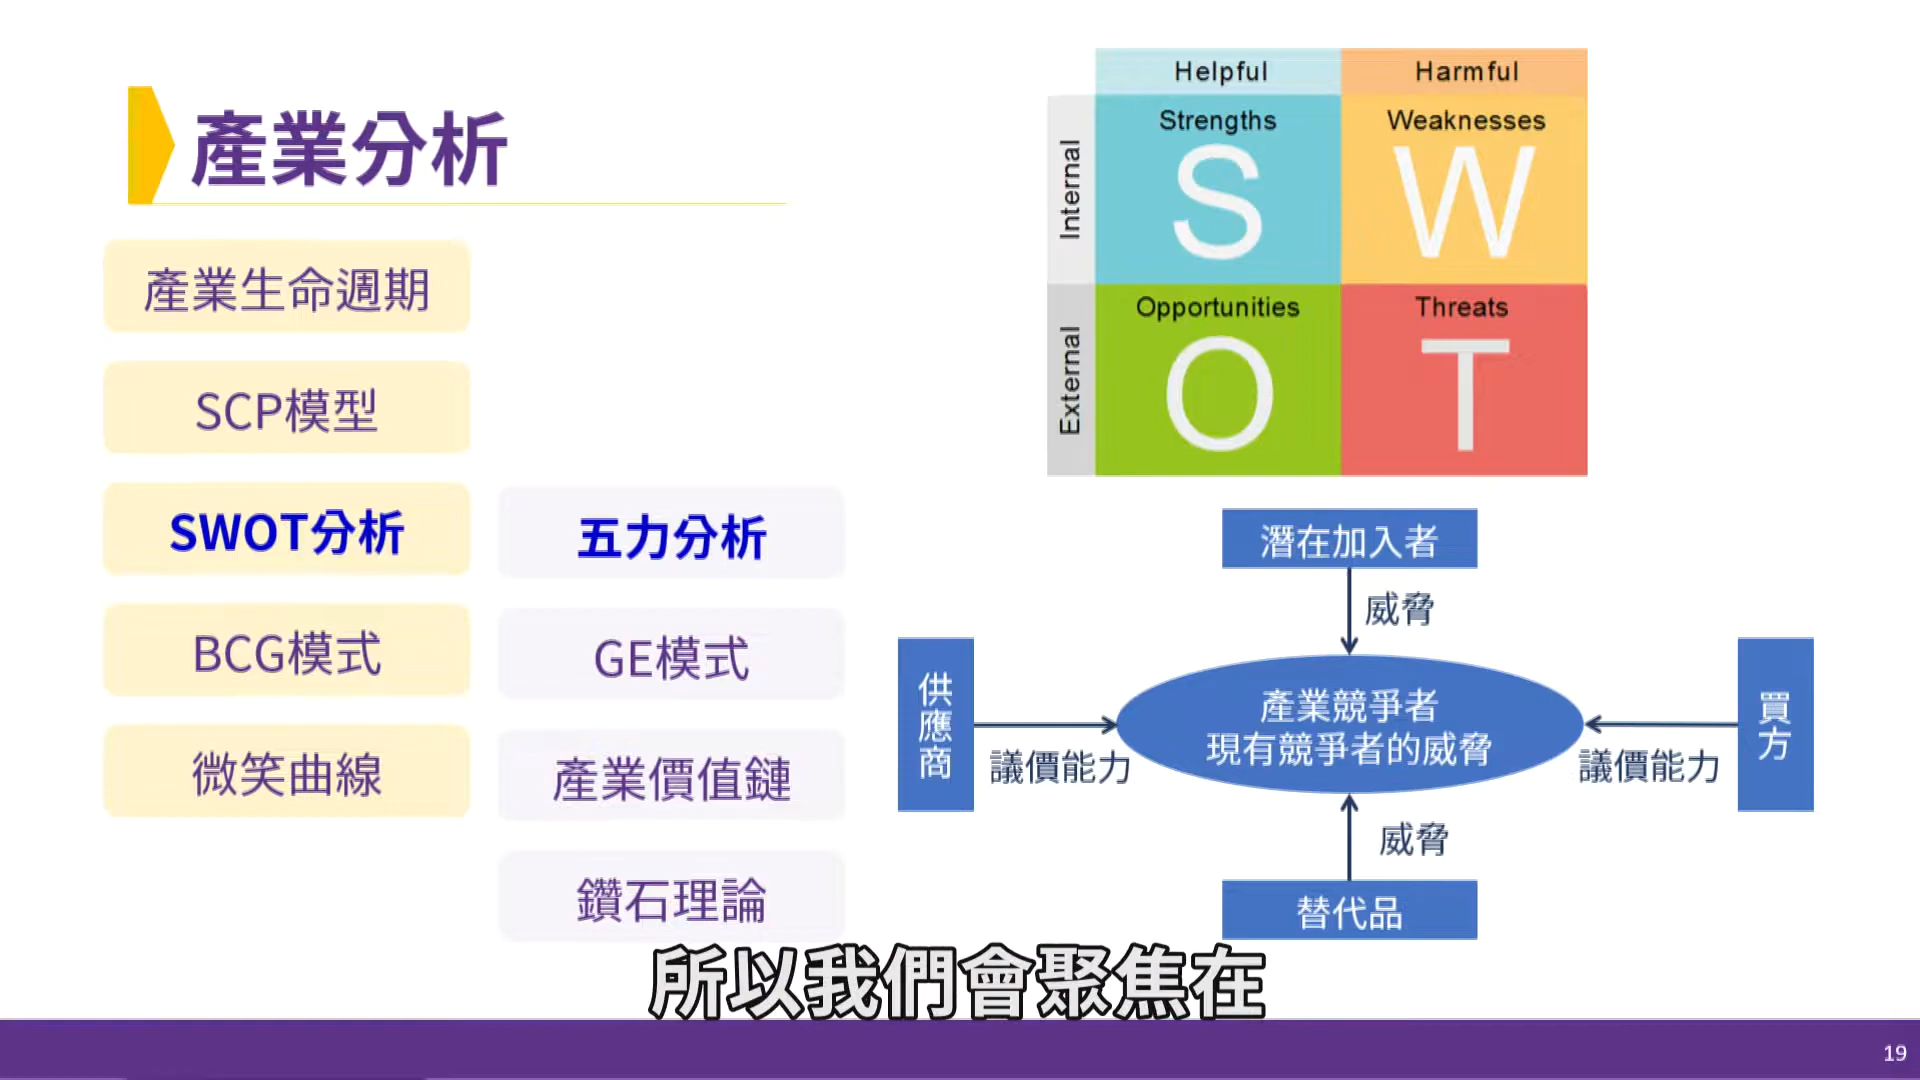 產業分析
產業生命週期
SCP模型
SWOT分析
BCG模式
微笑曲線
五力分析
GE模式
產業價值鏈
鑽石理論
Helpful
Harmful
Internal
Strengths
S
Weaknesses
W
External
Opportunities
O
Threats
T
潛在加入者
威脅
供應商
議價能力
產業競爭者
現有競爭者的威脅
買方
議價能力
威脅
替代品
所以我們會聚焦在
19